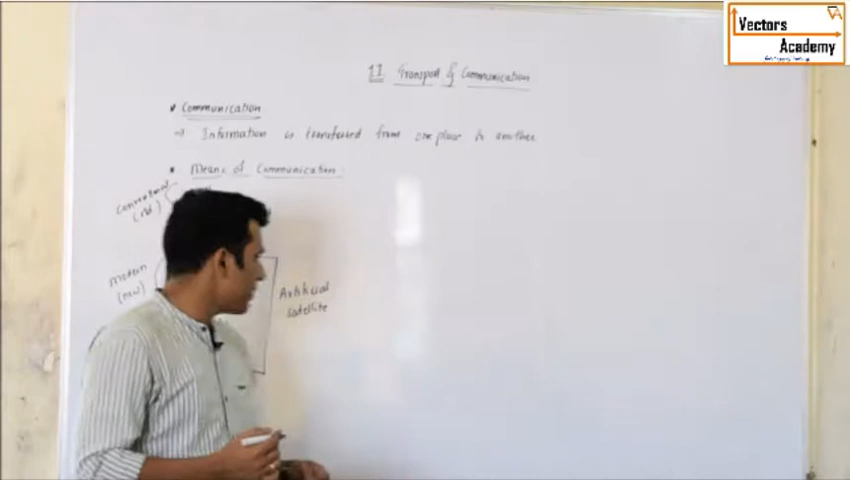 Vectors
Academy
11 Transport & Communication
* Communication
→ Information is transfered from one place to another
* Means of Communication
Conventional
(old)
modern
(new)
Artificial
satellite